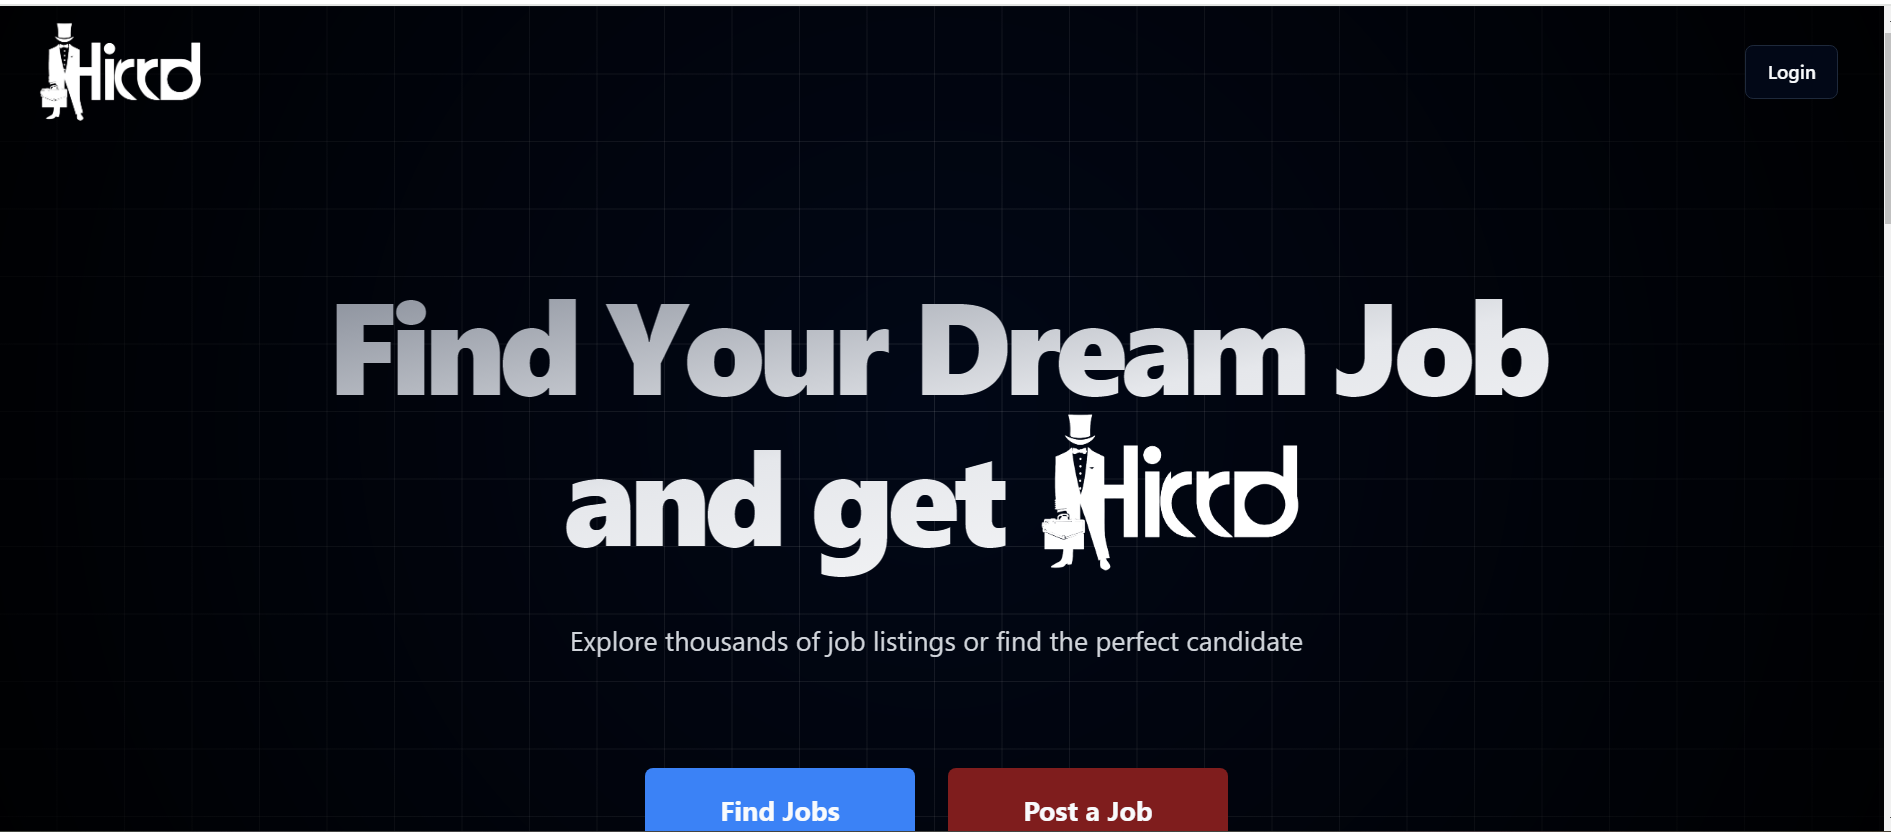 Hirrd
Login
Find Your Dream Job
and get Hirrd
Explore thousands of job listings or find the perfect candidate
Find Jobs
Post a Job